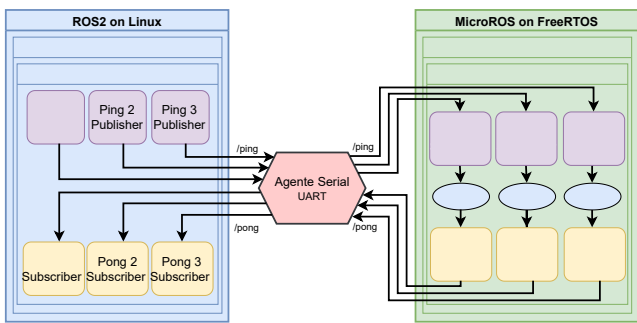 ROS2 on Linux
MicroROS on FreeRTOS
Ping 2
Publisher
Ping 3
Publisher
/ping
/ping
Agente Serial
UART
/pong
/pong
Subscriber
Pong 2
Subscriber
Pong 3
Subscriber